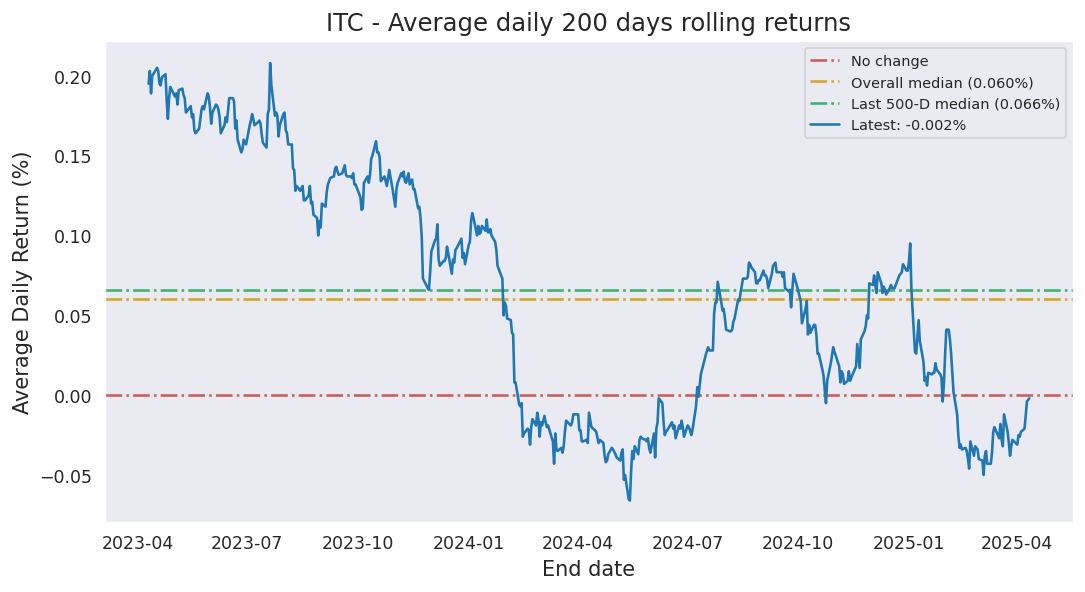 ITC - Average daily 200 days rolling returns
No change
Overall median (0.060%)
Last 500-D median (0.066%)
Latest: -0.002%
Average Daily Return (%)
0.20
0.15
0.10
0.05
0.00
−0.05
2023-04 2023-07 2023-10 2024-01 2024-04 2024-07 2024-10 2025-01 2025-04
End date